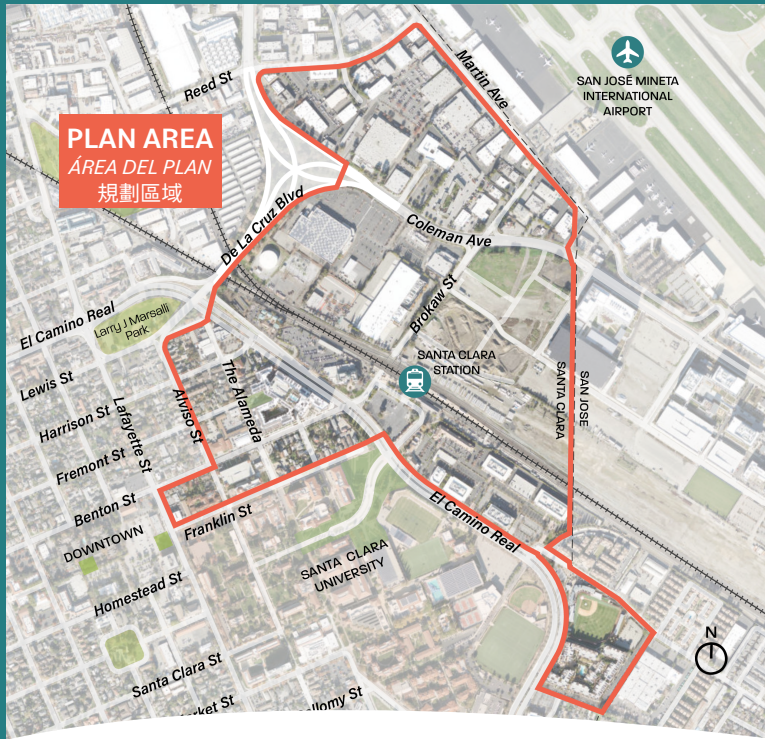 Martin Ave
SAN JOSÉ MINETA
INTERNATIONAL
AIRPORT
Reed St
PLAN AREA
ÁREA DEL PLAN
規劃區域
De La Cruz Blvd
Coleman Ave
Brokaw St
El Camino Real
Larry J Marsalli
Park
SANTA CLARA
STATION
SANTA CLARA
SAN JOSE
Lewis St
The Alameda
Alviso St
Lafayette St
Harrison St
Fremont St
Benton St
Franklin St
El Camino Real
DOWNTOWN
SANTA CLARA
UNIVERSITY
Homestead St
N
Santa Clara St
St
St